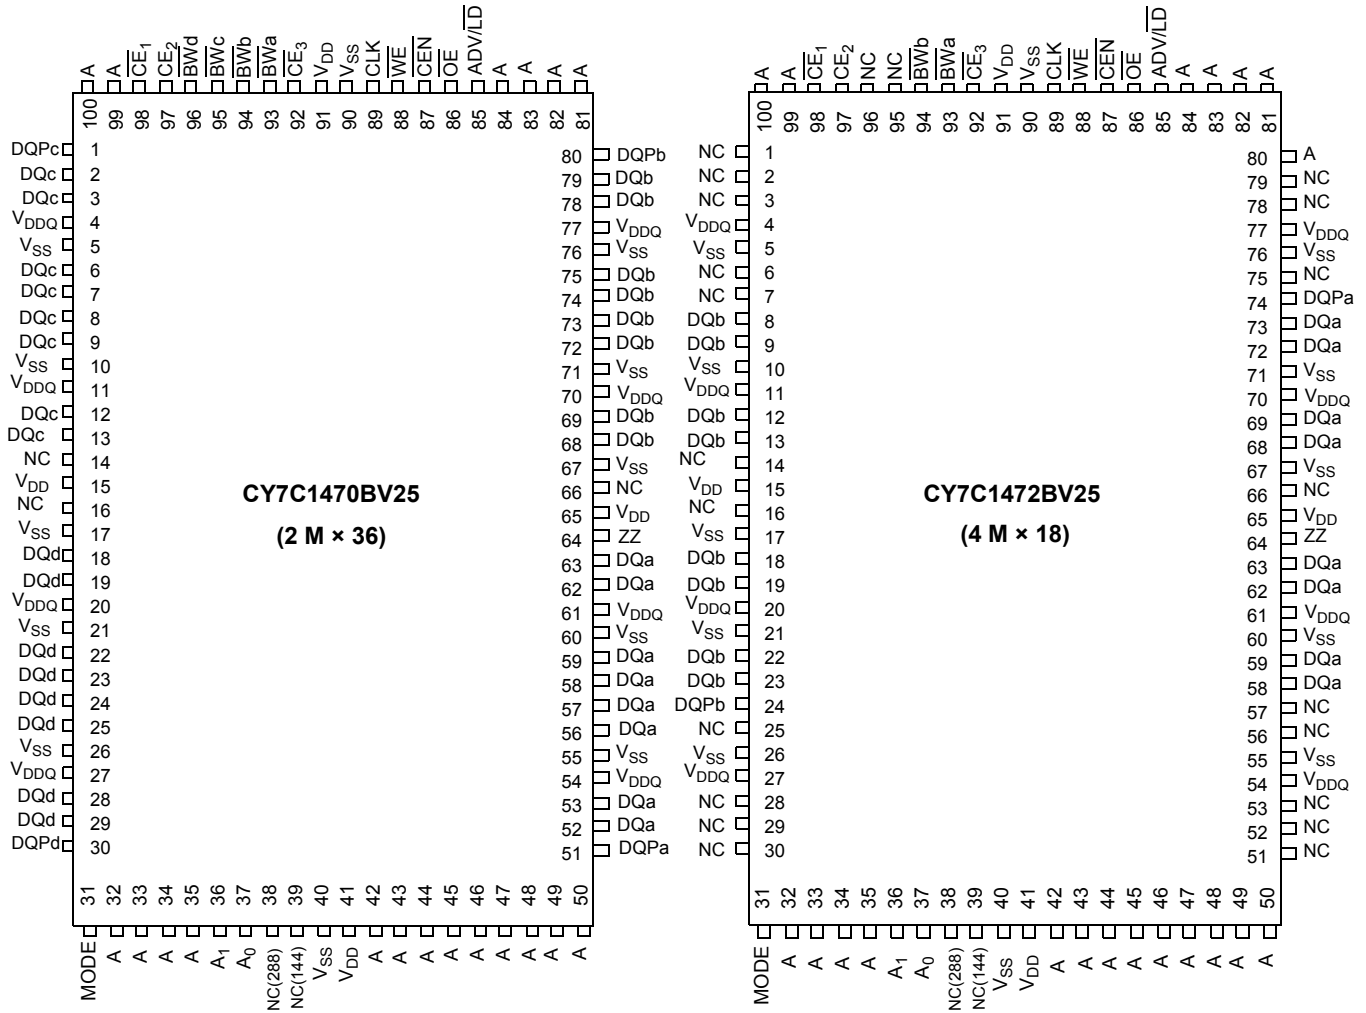 A A CE1 CE2 BWd BWc BWb BWa CE3 VDD VSS CLK WE CEN OE ADV/LD A A A A
100 99 98 97 96 95 94 93 92 91 90 89 88 87 86 85 84 83 82 81
DQPc 1
DQc 2
DQc 3
VDDQ 4
VSS 5
DQc 6
DQc 7
DQc 8
DQc 9
VSS 10
VDDQ 11
DQc 12
DQc 13
NC 14
VDD 15
NC 16
VSS 17
DQd 18
DQd 19
VDDQ 20
VSS 21
DQd 22
DQd 23
DQd 24
DQd 25
VSS 26
VDDQ 27
DQd 28
DQd 29
DQPd 30
CY7C1470BV25
(2 M × 36)
80 DQPb
79 DQb
78 DQb
77 VDDQ
76 VSS
75 DQb
74 DQb
73 DQb
72 DQb
71 VSS
70 VDDQ
69 DQb
68 DQb
67 VSS
66 NC
65 VDD
64 ZZ
63 DQa
62 DQa
61 VDDQ
60 VSS
59 DQa
58 DQa
57 DQa
56 DQa
55 VSS
54 VDDQ
53 DQa
52 DQa
51 DQPa
31 32 33 34 35 36 37 38 39 40 41 42 43 44 45 46 47 48 49 50
MODE A A A A A1 A0 NC(288) NC(144) VSS VDD A A A A A A A A A
A A CE1 CE2 NC NC BWb BWa CE3 VDD VSS CLK WE CEN OE ADV/LD A A A A
100 99 98 97 96 95 94 93 92 91 90 89 88 87 86 85 84 83 82 81
NC 1
NC 2
NC 3
VDDQ 4
VSS 5
NC 6
NC 7
DQb 8
DQb 9
VSS 10
VDDQ 11
DQb 12
DQb 13
NC 14
VDD 15
NC 16
VSS 17
DQb 18
DQb 19
VDDQ 20
VSS 21
DQb 22
DQb 23
DQPb 24
NC 25
VSS 26
VDDQ 27
NC 28
NC 29
NC 30
CY7C1472BV25
(4 M × 18)
80 A
79 NC
78 NC
77 VDDQ
76 VSS
75 NC
74 DQPa
73 DQa
72 DQa
71 VSS
70 VDDQ
69 DQa
68 DQa
67 VSS
66 NC
65 VDD
64 ZZ
63 DQa
62 DQa
61 VDDQ
60 VSS
59 DQa
58 DQa
57 NC
56 NC
55 VSS
54 VDDQ
53 NC
52 NC
51 NC
31 32 33 34 35 36 37 38 39 40 41 42 43 44 45 46 47 48 49 50
MODE A A A A A1 A0 NC(288) NC(144) VSS VDD A A A A A A A A A